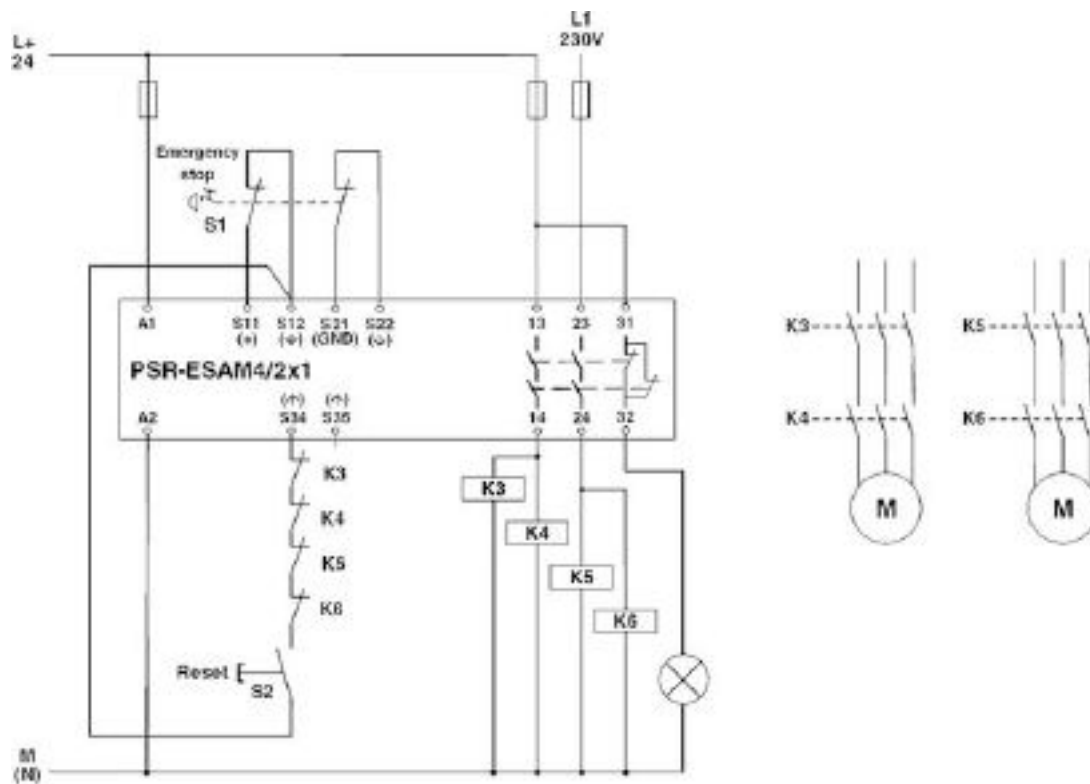 L+
24
L1
230V
Emergency
stop
S1
A1
S11
(+)
S12
(+)
S21
(GND)
S22
13
23
31
PSR-ESAM4/2x1
A2
S34
S35
14
24
32
K3
K4
K5
K6
Reset
S2
K3
K4
K5
K6
M
(N)
K3
K4
M
K5
K6
M